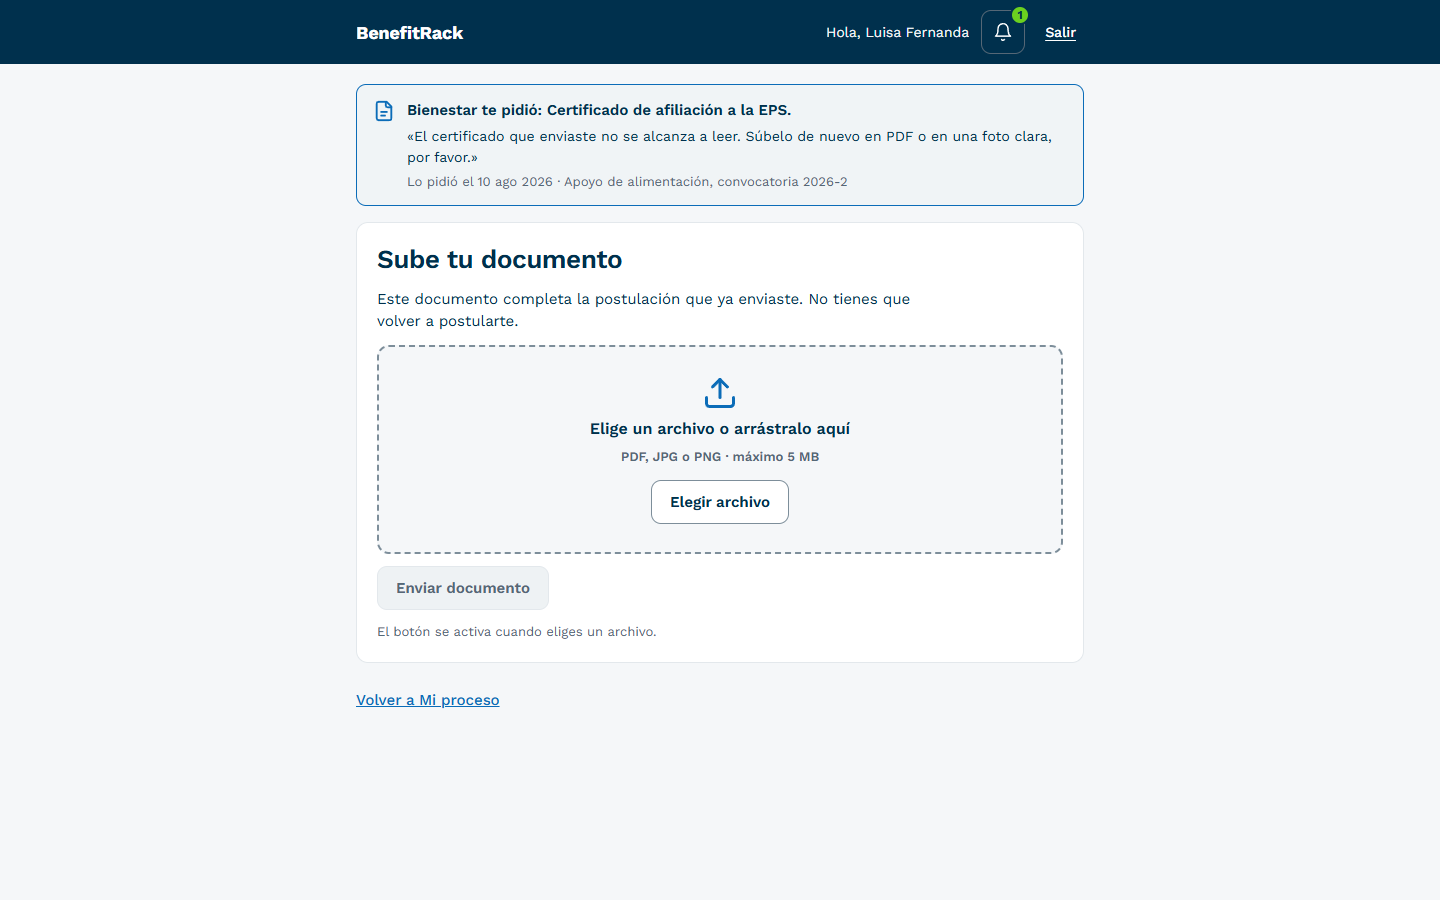 BenefitRack
Hola, Luisa Fernanda
1
Salir
Bienestar te pidió: Certificado de afiliación a la EPS.
«El certificado que enviaste no se alcanza a leer. Súbelo de nuevo en PDF o en una foto clara,
por favor.»
Lo pidió el 10 ago 2026 · Apoyo de alimentación, convocatoria 2026-2
Sube tu documento
Este documento completa la postulación que ya enviaste. No tienes que
volver a postularte.
Elige un archivo o arrástralo aquí
PDF, JPG o PNG · máximo 5 MB
Elegir archivo
Enviar documento
El botón se activa cuando eliges un archivo.
Volver a Mi proceso